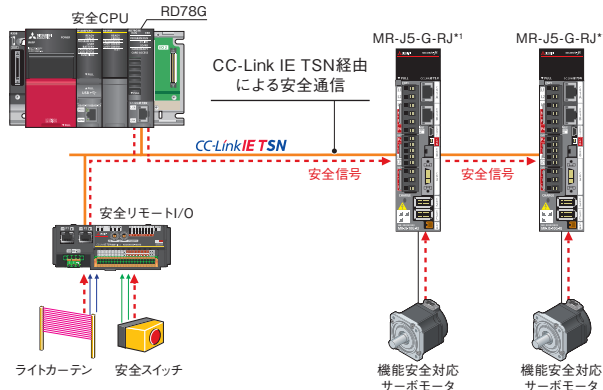 安全CPU
RD78G
MR-J5-G-RJ*1
MR-J5-G-RJ*
CC-Link IE TSN経由
による安全通信
CC-Link IE TSN
安全信号
安全信号
安全リモートI/O
ライトカーテン
安全スイッチ
機能安全対応
サーボモータ
機能安全対応
サーボモータ